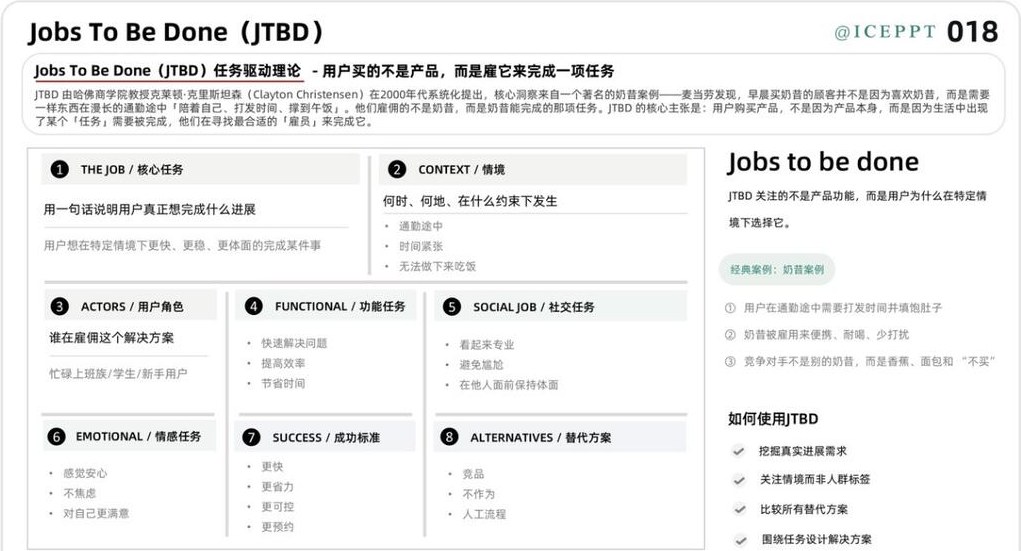 Jobs To Be Done（JTBD）
@ICEPPT 018
Jobs To Be Done（JTBD）任务驱动理论 - 用户买的不是产品，而是雇它来完成一项任务
JTBD 由哈佛商学院教授克莱顿·克里斯坦森（Clayton Christensen）在2000年代系统化提出，核心洞察来自一个著名的奶昔案例——麦当劳发现，早晨买奶昔的顾客并不是因为喜欢奶昔，而是需要
一样东西在漫长的通勤途中「陪着自己、打发时间、撑到午饭」。他们雇佣的不是奶昔，而是奶昔能完成的那项任务。JTBD 的核心主张是：用户购买产品，不是因为产品本身，而是因为生活中出现
了某个「任务」需要被完成，他们在寻找最合适的「雇员」来完成它。
1 THE JOB / 核心任务
用一句话说明用户真正想完成什么进展
用户想在特定情境下更快、更稳、更体面的完成某件事
2 CONTEXT / 情境
何时、何地、在什么约束下发生
• 通勤途中
• 时间紧张
• 无法做下来吃饭
3 ACTORS / 用户角色
谁在雇佣这个解决方案
忙碌上班族/学生/新手用户
4 FUNCTIONAL / 功能任务
• 快速解决问题
• 提高效率
• 节省时间
5 SOCIAL JOB / 社交任务
• 看起来专业
• 避免尴尬
• 在他人面前保持体面
6 EMOTIONAL / 情感任务
• 感觉安心
• 不焦虑
• 对自己更满意
7 SUCCESS / 成功标准
• 更快
• 更省力
• 更可控
• 更预约
8 ALTERNATIVES / 替代方案
• 竞品
• 不作为
• 人工流程
Jobs to be done
JTBD 关注的不是产品功能，而是用户为什么在特定情
境下选择它。
经典案例：奶昔案例
① 用户在通勤途中需要打发时间并填饱肚子
② 奶昔被雇用来便携、耐喝、少打扰
③ 竞争对手不是别的奶昔，而是香蕉、面包和 “不买”
如何使用JTBD
挖掘真实进展需求
关注情境而非人群标签
比较所有替代方案
围绕任务设计解决方案